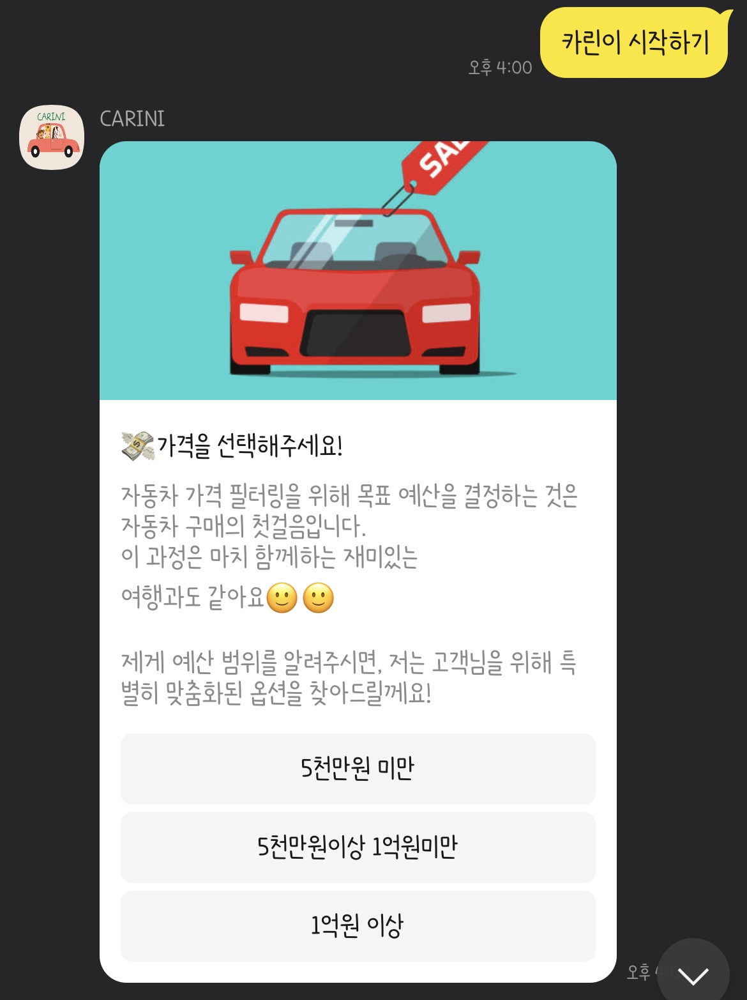 카린이 시작하기
오후 4:00
CARINI
CARINI
💸가격을 선택해주세요!
자동차 가격 필터링을 위해 목표 예산을 결정하는 것은
자동차 구매의 첫걸음입니다.
이 과정은 마치 함께하는 재미있는
여행과도 같아요🙂 🙂
제게 예산 범위를 알려주시면, 저는 고객님을 위해 특
별히 맞춤화된 옵션을 찾아드릴께요!
5천만원 미만
5천만원이상 1억원미만
1억원 이상
오후